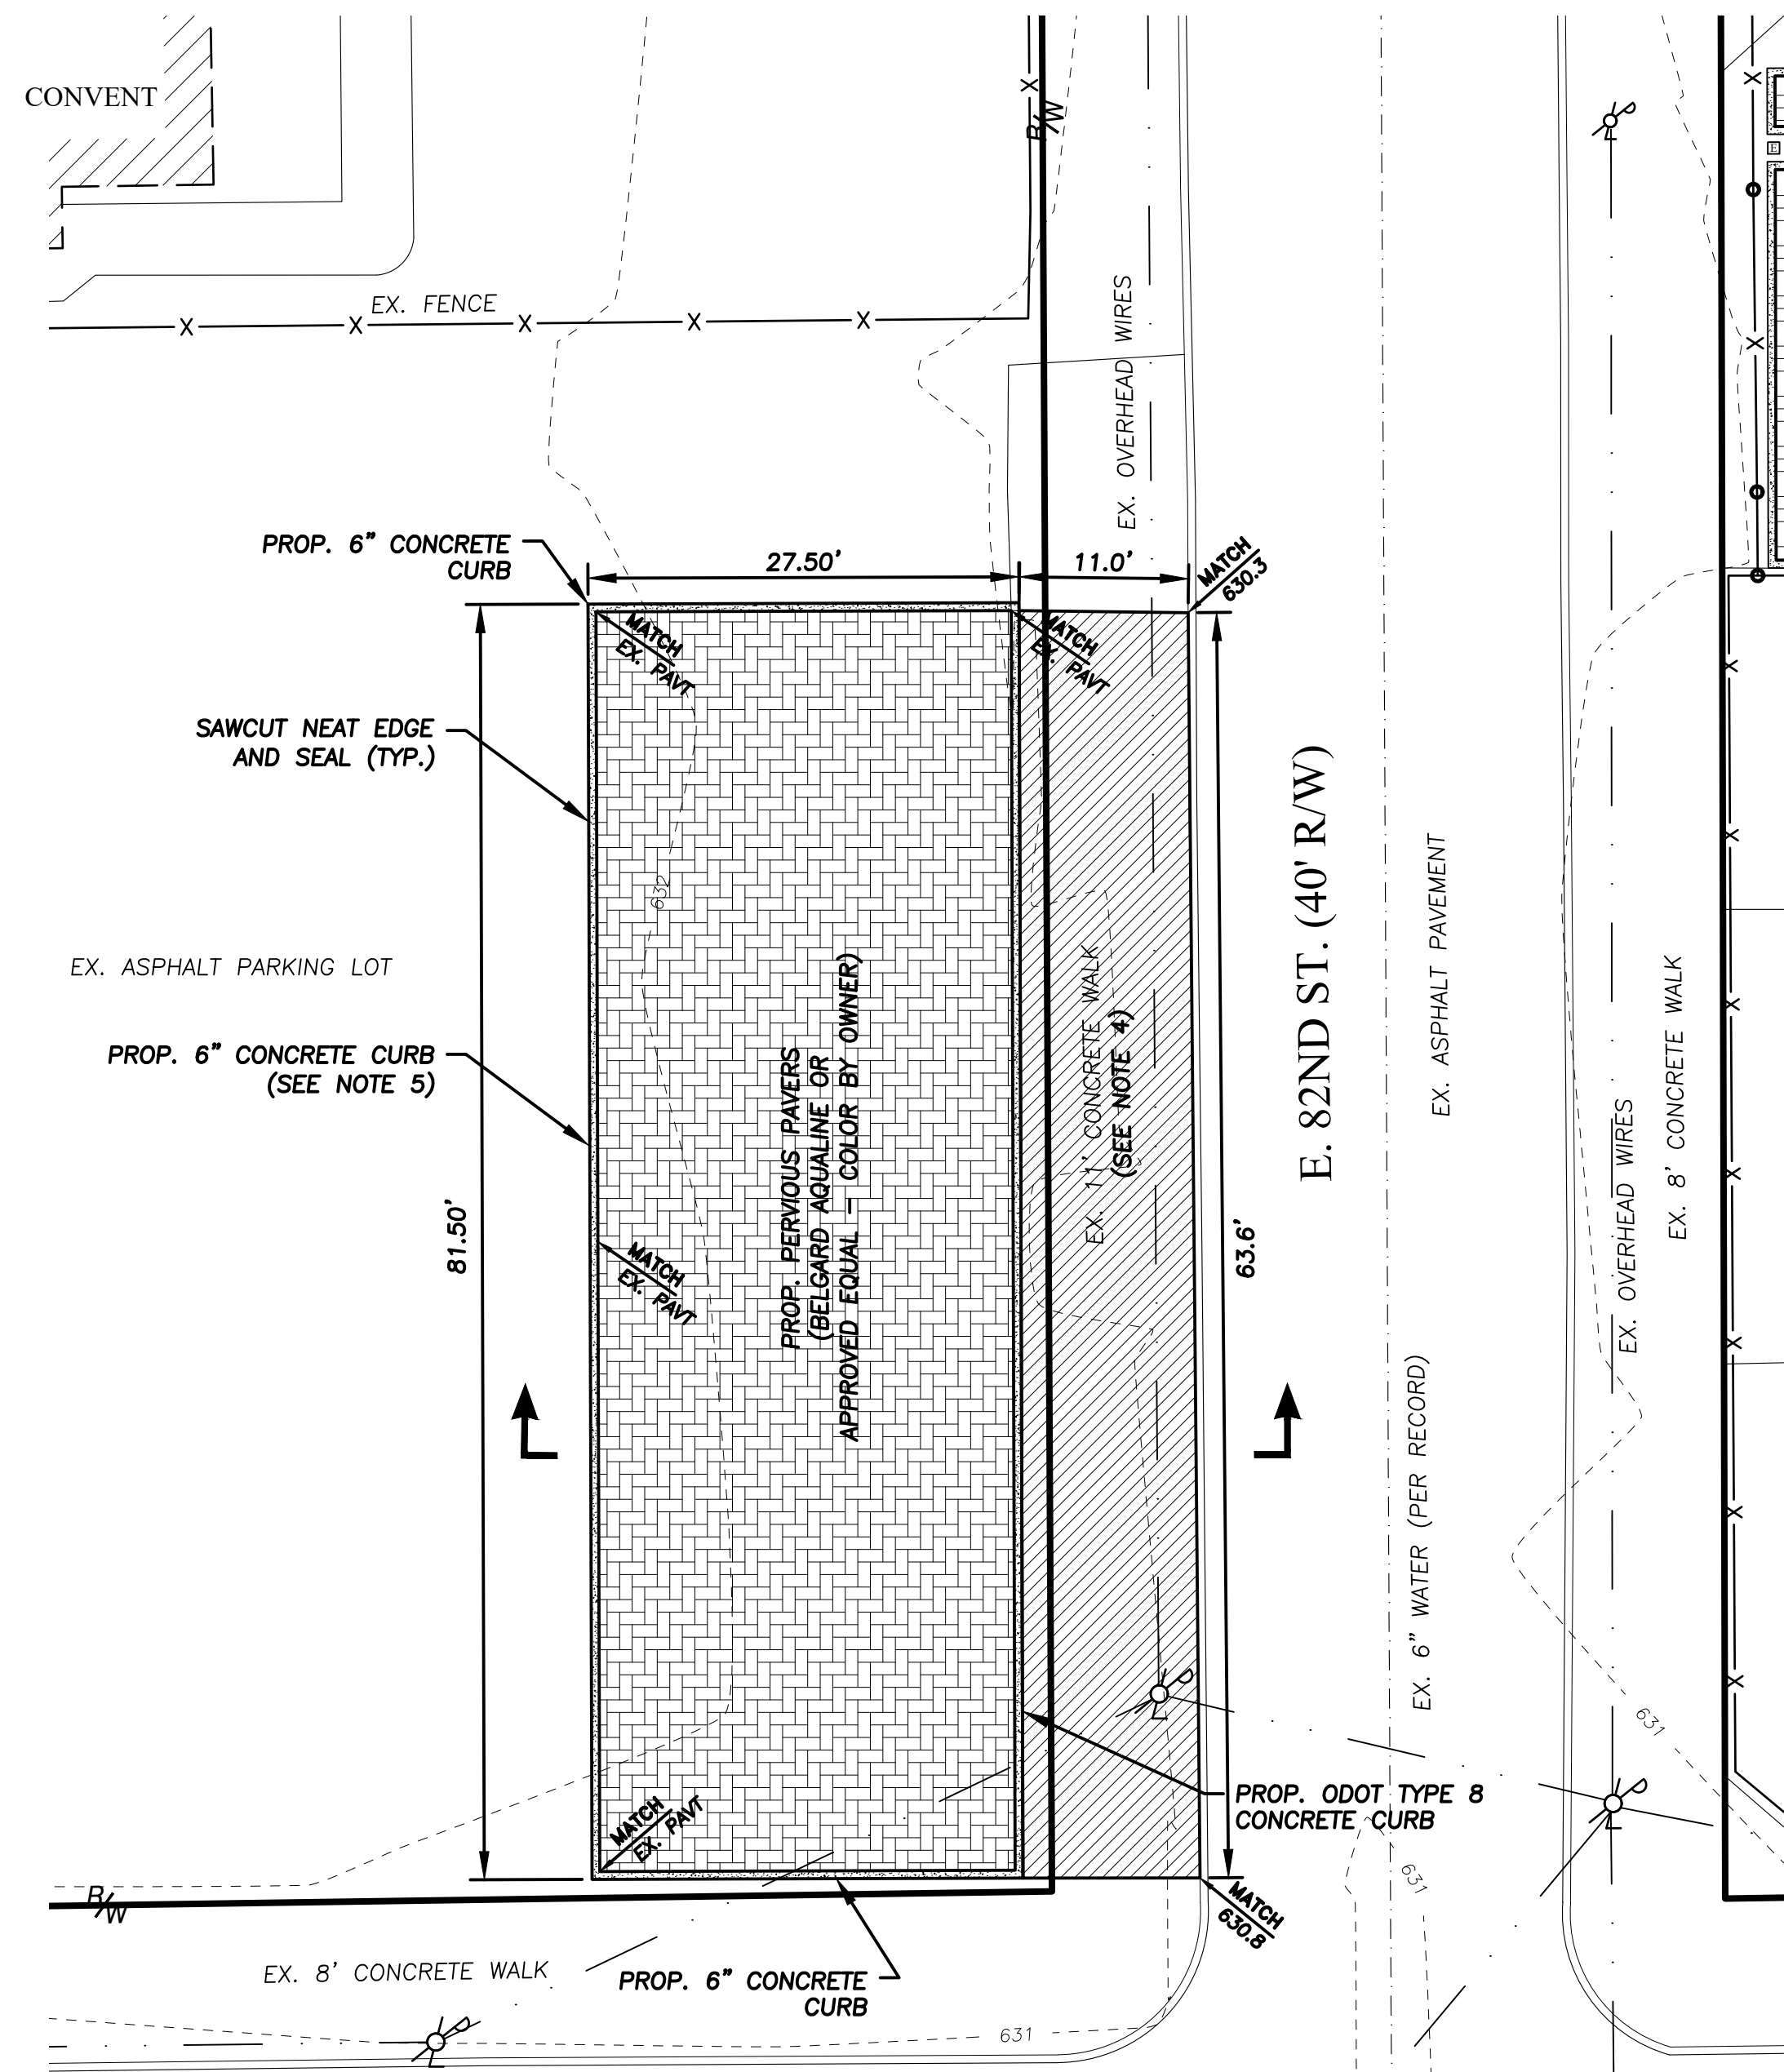 CONVENT
R/W
EX. FENCE
EX. OVERHEAD WIRES
E
PROP. 6" CONCRETE
CURB
27.50'
11.0'
MATCH
630.3
MATCH
EX. PAVT
MATCH
EX. PAVT
SAWCUT NEAT EDGE
AND SEAL (TYP.)
632
EX. ASPHALT PARKING LOT
PROP. 6" CONCRETE CURB
(SEE NOTE 5)
81.50'
PROP. PERVIOUS PAVERS
(BELGARD AQUALINE OR
APPROVED EQUAL – COLOR BY OWNER)
EX. 11' CONCRETE WALK
(SEE NOTE 4)
63.6'
E. 82ND ST. (40' R/W)
EX. ASPHALT PAVEMENT
EX. OVERHEAD WIRES
EX. 8' CONCRETE WALK
MATCH
EX. PAVT
EX. 6" WATER (PER RECORD)
631
PROP. ODOT TYPE 8
CONCRETE CURB
MATCH
EX. PAVT
631
MATCH
630.8
R/W
EX. 8' CONCRETE WALK
PROP. 6" CONCRETE
CURB
631